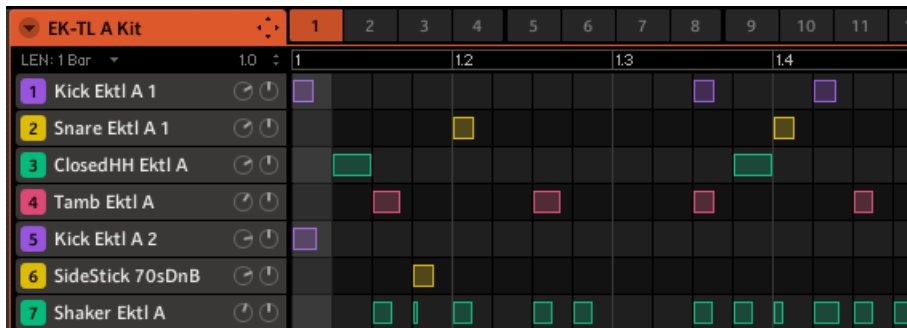 EK-TL A Kit 1 2 3 4 5 6 7 8 9 10 11
LEN: 1 Bar 1.0 1 1.2 1.3 1.4
1 Kick Ektl A 1
2 Snare Ektl A 1
3 ClosedHH Ektl A
4 Tamb Ektl A
5 Kick Ektl A 2
6 SideStick 70sDnB
7 Shaker Ektl A